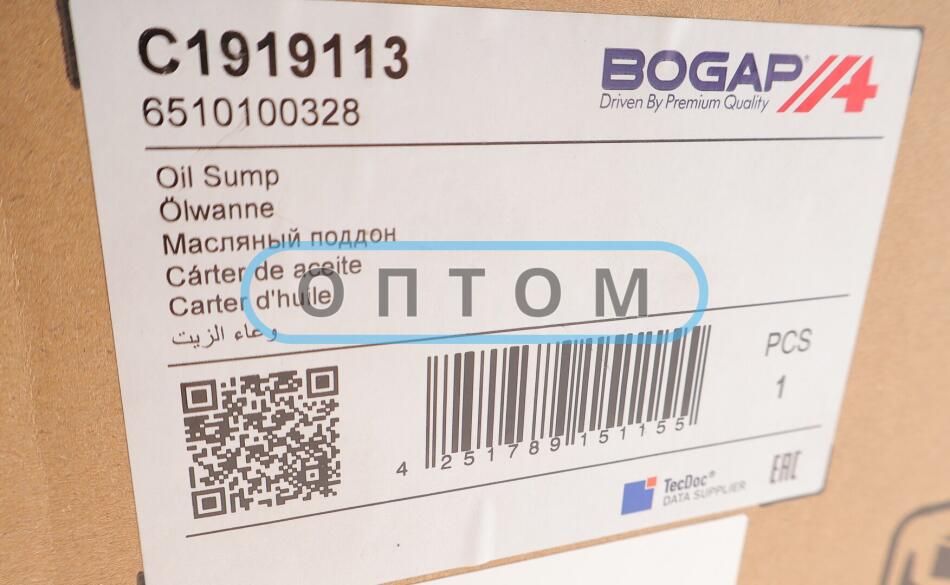 C1919113
6510100328
BOGAP®
Driven By Premium Quality
Oil Sump
Ölwanne
Масляный поддон
Cárter de aceite
Carter d'huile
وعاء الزيت
ОПТОМ
PCS
1
4 251789 151155
TecDoc®
DATA SUPPLIER
EAC